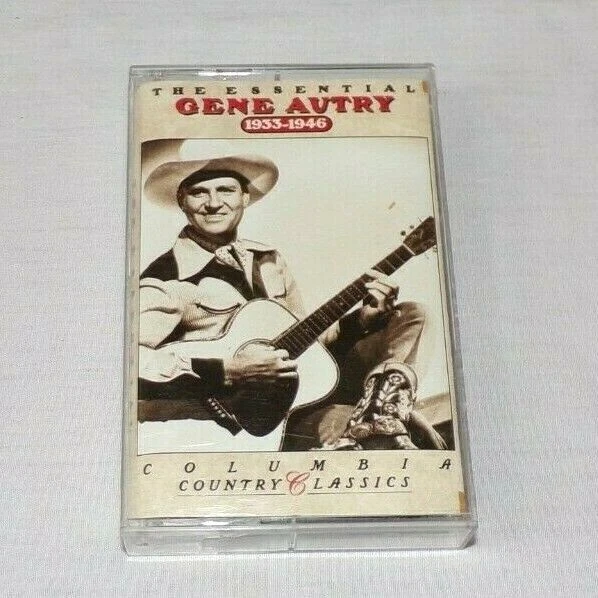 THE ESSENTIAL
GENE AUTRY
1933-1946
COLUMBIA
COUNTRY CLASSICS